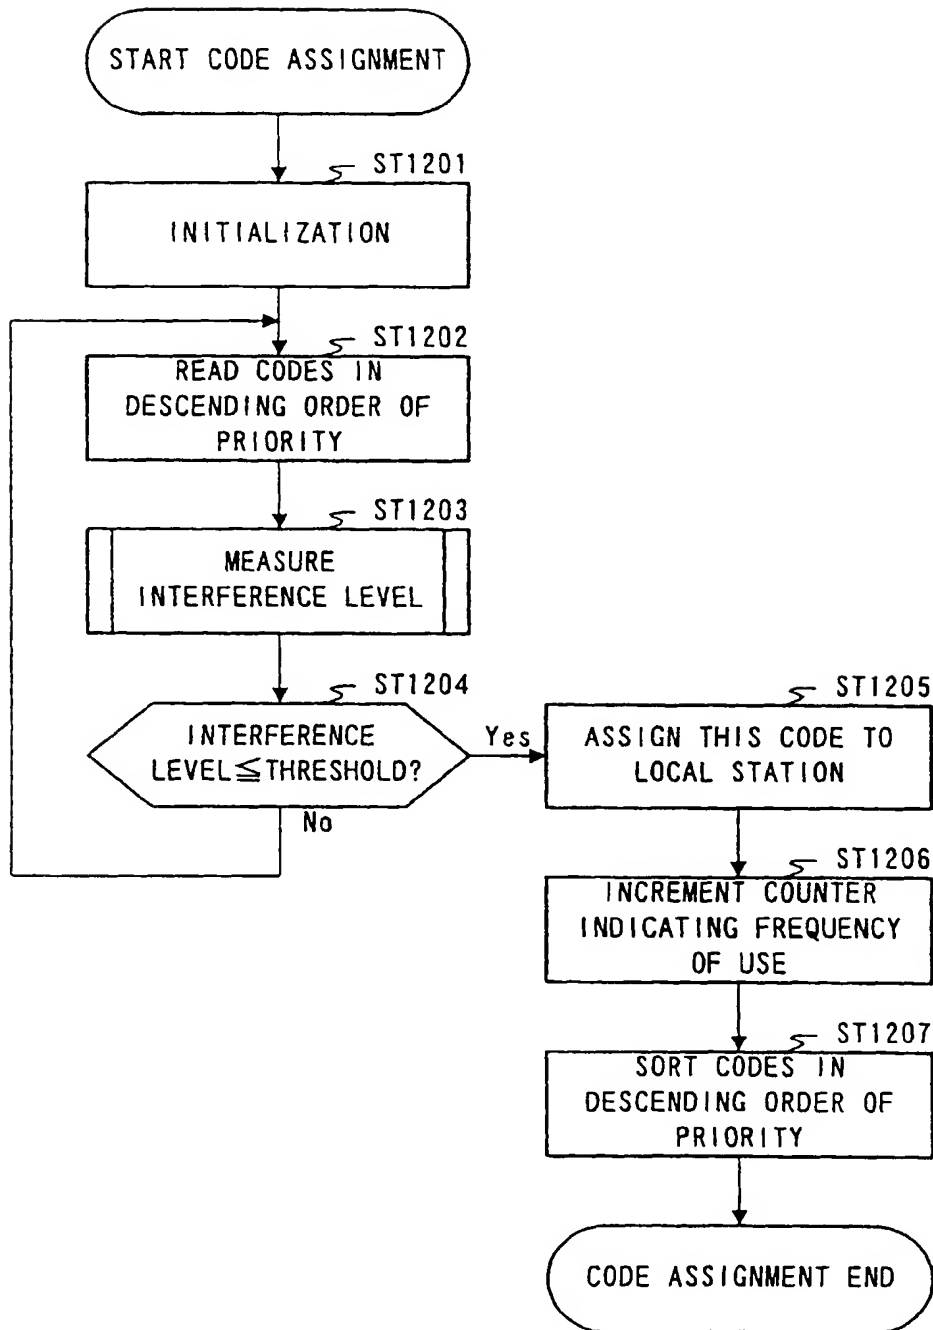 START CODE ASSIGNMENT
ST1201
INITIALIZATION
ST1202
READ CODES IN
DESCENDING ORDER OF
PRIORITY
ST1203
MEASURE
INTERFERENCE LEVEL
ST1204
INTERFERENCE
LEVEL≦THRESHOLD?
Yes
No
ST1205
ASSIGN THIS CODE TO
LOCAL STATION
ST1206
INCREMENT COUNTER
INDICATING FREQUENCY
OF USE
ST1207
SORT CODES IN
DESCENDING ORDER OF
PRIORITY
CODE ASSIGNMENT END